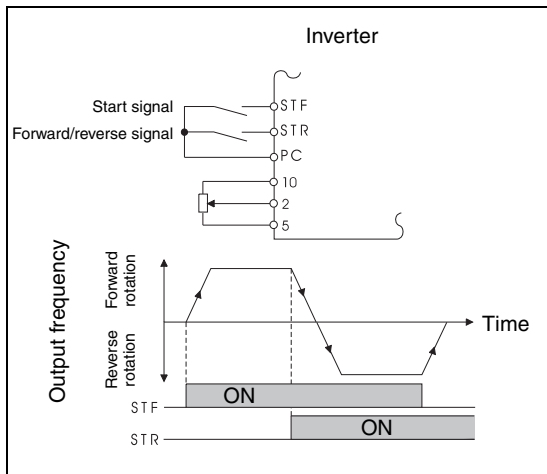 Inverter
Start signal
STF
Forward/reverse signal
STR
PC
10
2
5
Output frequency
Forward rotation
Reverse rotation
Time
STF
ON
STR
ON